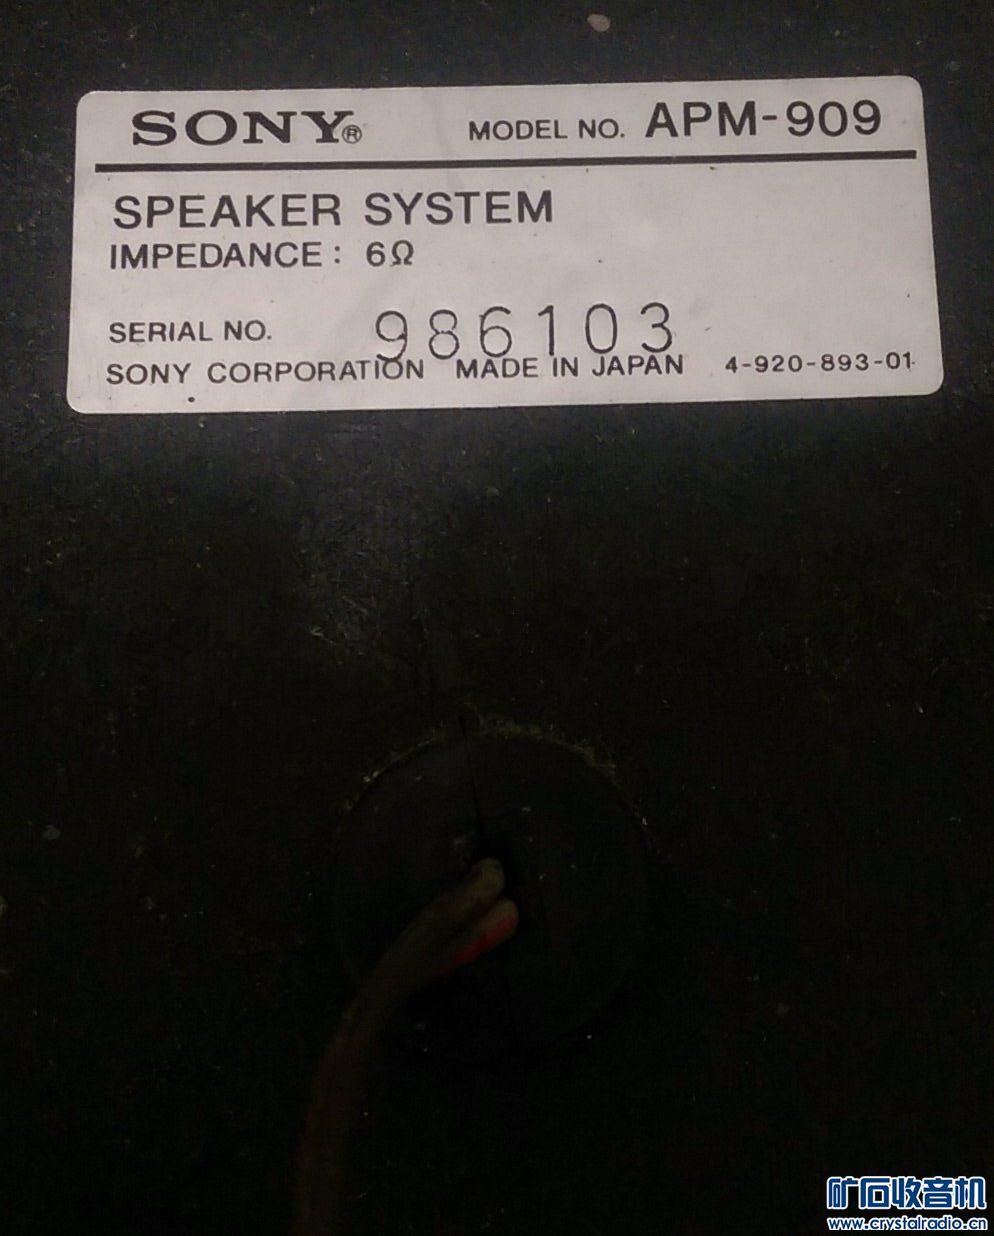 SONY® MODEL NO. APM-909
SPEAKER SYSTEM
IMPEDANCE: 6Ω
SERIAL NO. 986103
SONY CORPORATION MADE IN JAPAN 4-920-893-01
矿石收音机
www.crystalradio.cn